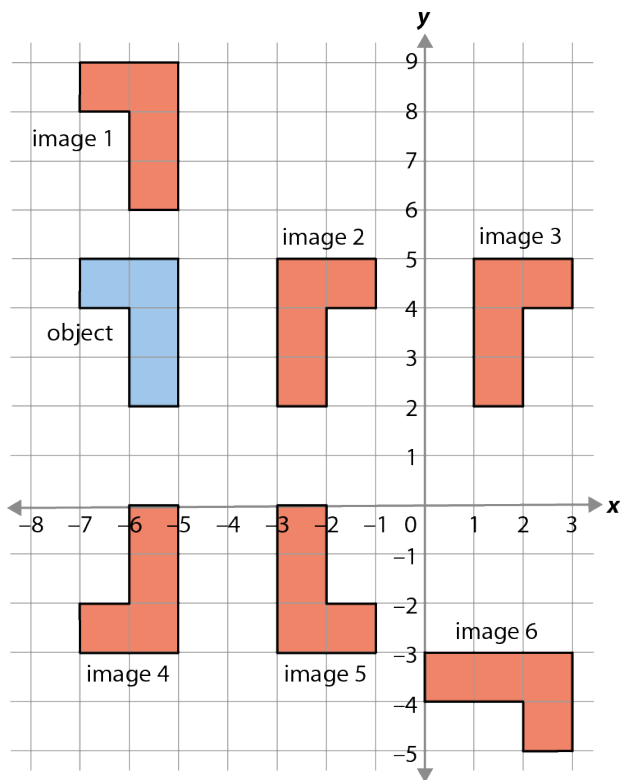 y
9
8
image 1
7
6
image 2 image 3
5
4
object
3
2
1
–8 –7 –6 –5 –4 –3 –2 –1 0 1 2 3 x
–1
–2
image 6
–3
image 4 image 5
–4
–5